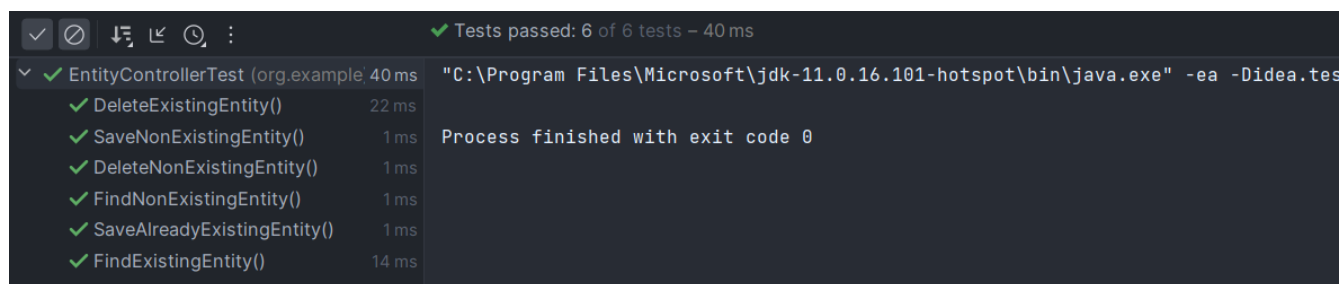 Tests passed: 6 of 6 tests – 40 ms
EntityControllerTest (org.example 40 ms
DeleteExistingEntity() 22 ms
SaveNonExistingEntity() 1 ms
DeleteNonExistingEntity() 1 ms
FindNonExistingEntity() 1 ms
SaveAlreadyExistingEntity() 1 ms
FindExistingEntity() 14 ms
"C:\Program Files\Microsoft\jdk-11.0.16.101-hotspot\bin\java.exe" -ea -Didea.tes
Process finished with exit code 0